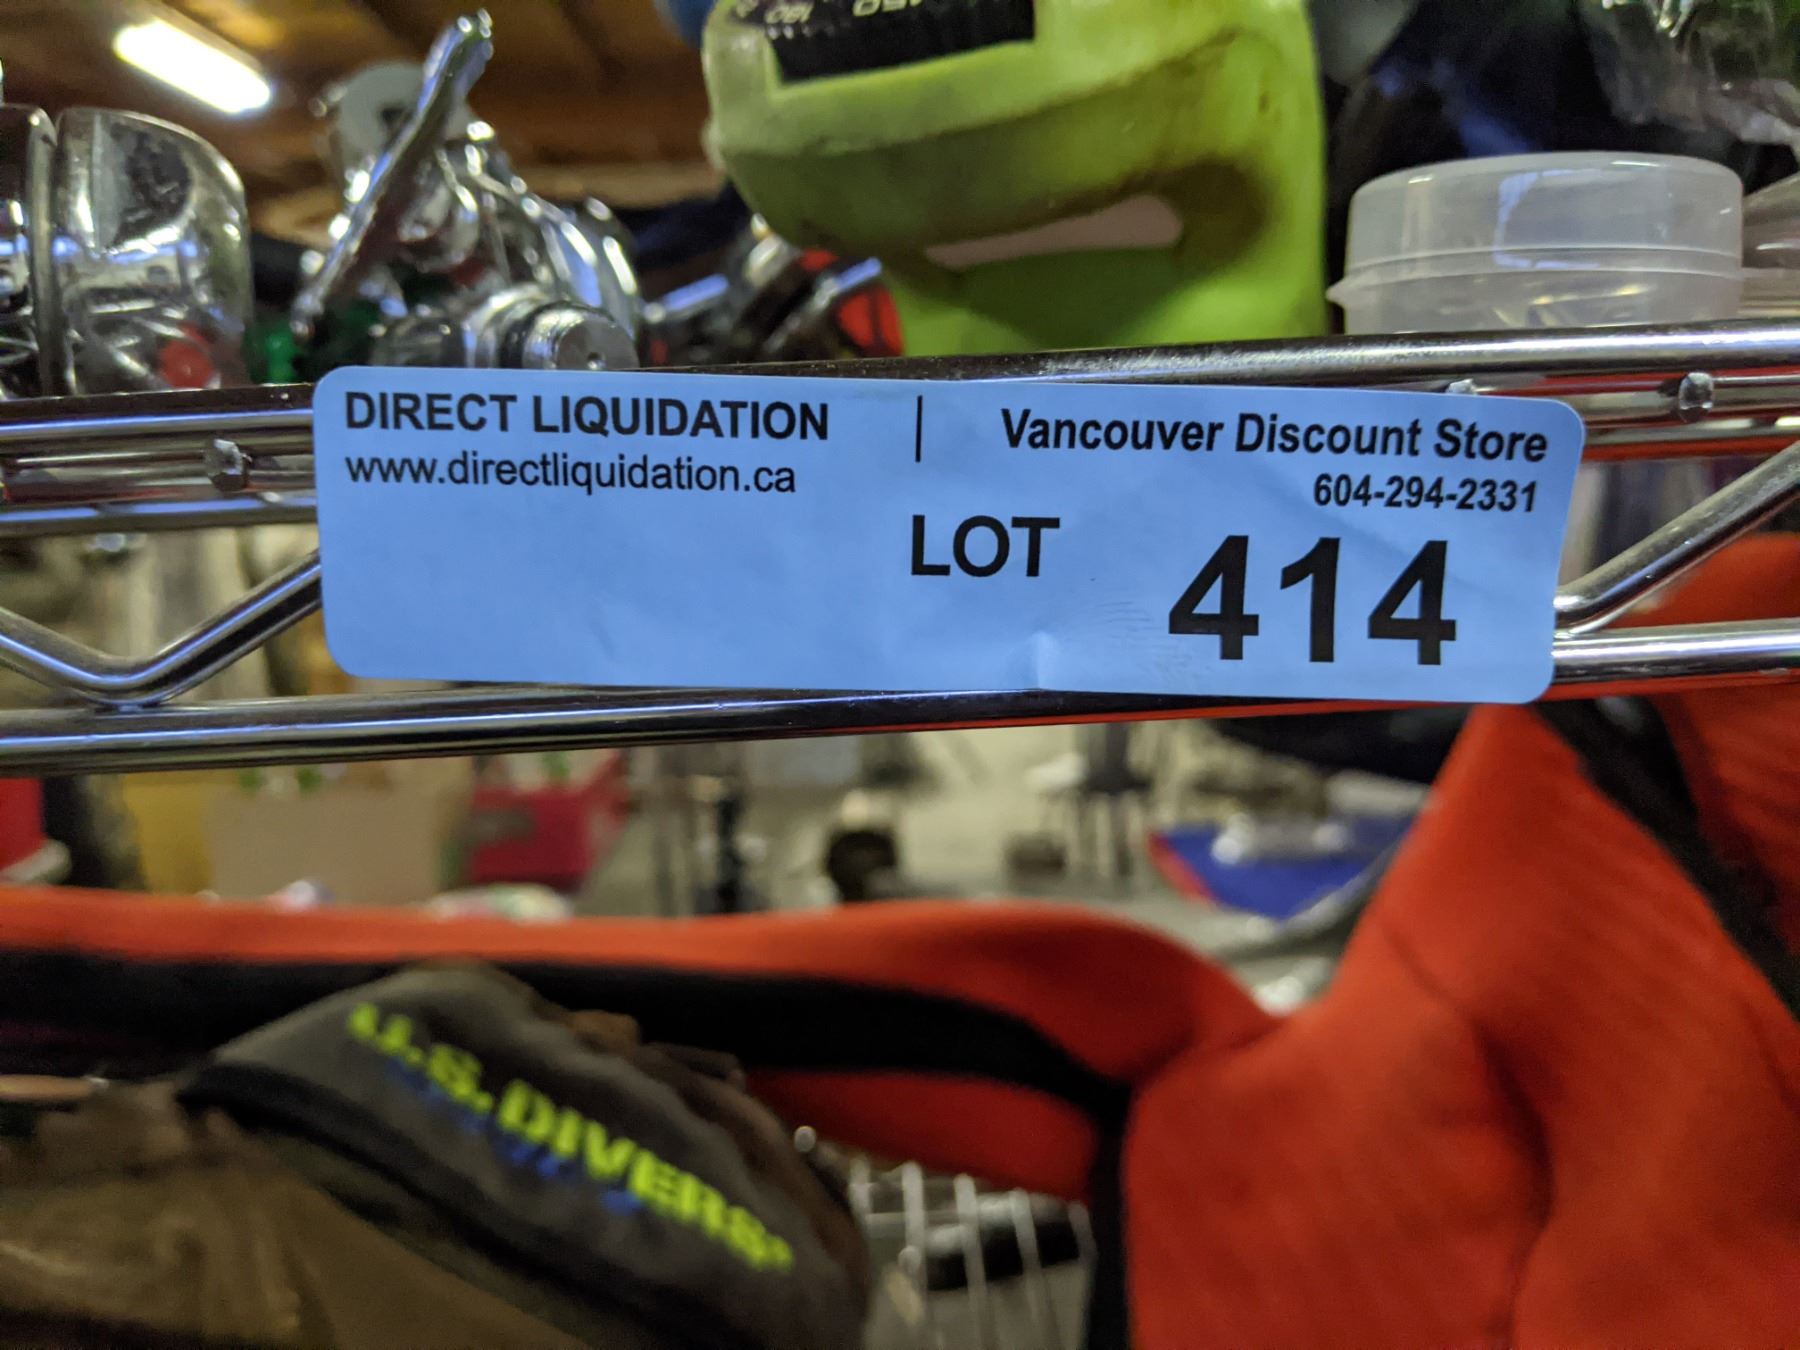 DIRECT LIQUIDATION | Vancouver Discount Store
www.directliquidation.ca 604-294-2331
LOT 414
U.S. DIVERS